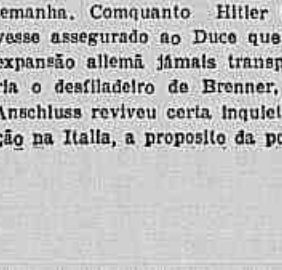 emanha. Comquanto Hitler
vesse assegurado ao Duce que
expansão allemã jámais transp
ria o desfiladeiro de Brenner,
Anschluss reviveu certa inquiet
ção na Italia, a proposito da po